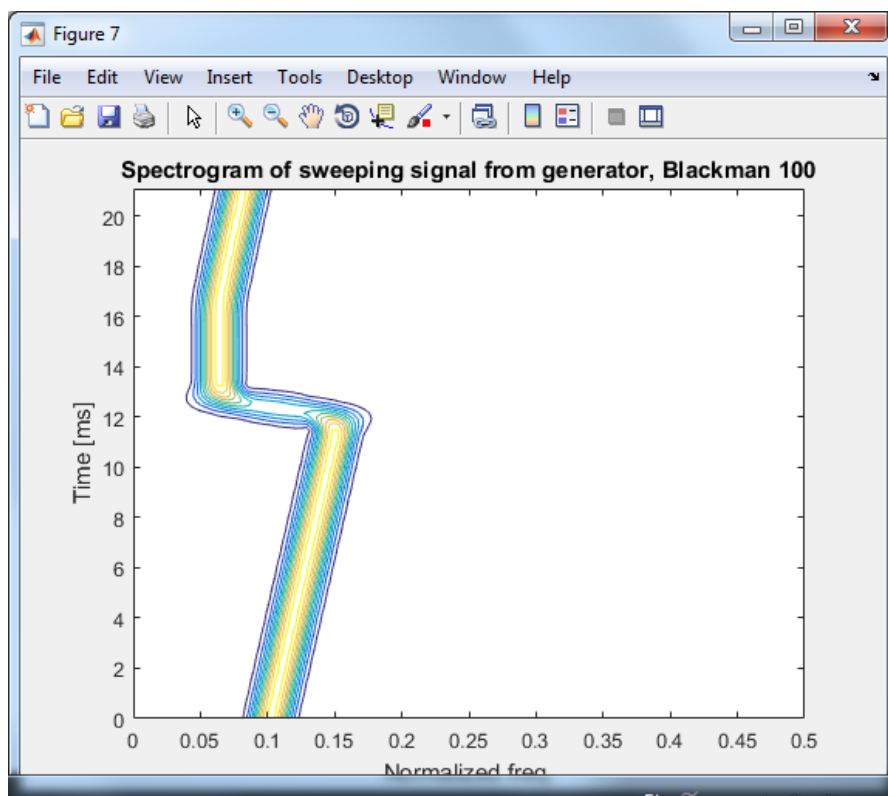 Figure 7
File Edit View Insert Tools Desktop Window Help
Spectrogram of sweeping signal from generator, Blackman 100
20
18
16
14
12
10
8
6
4
2
0
Time [ms]
0 0.05 0.1 0.15 0.2 0.25 0.3 0.35 0.4 0.45 0.5
Normalized freq